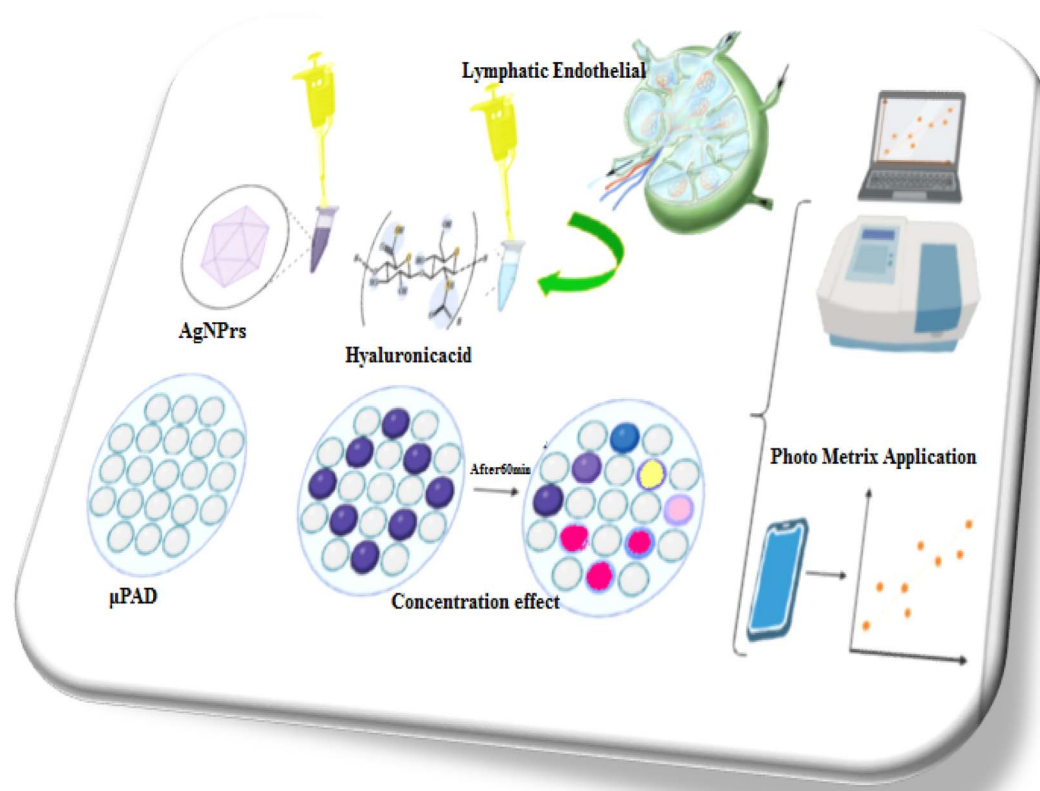 Lymphatic Endothelial
AgNPrs
Hyaluronicacid
After60min
Photo Metrix Application
μPAD
Concentration effect